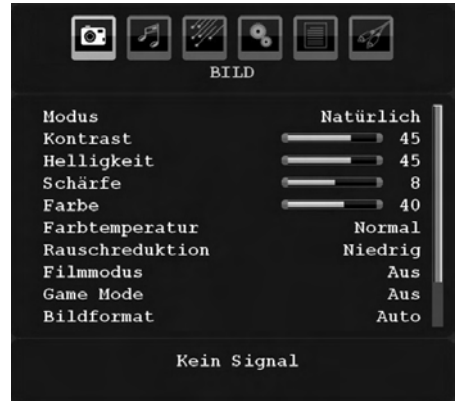 BILD
Modus Natürlich
Kontrast 45
Helligkeit 45
Schärfe 8
Farbe 40
Farbtemperatur Normal
Rauschreduktion Niedrig
Filmmodus Aus
Game Mode Aus
Bildformat Auto
Kein Signal